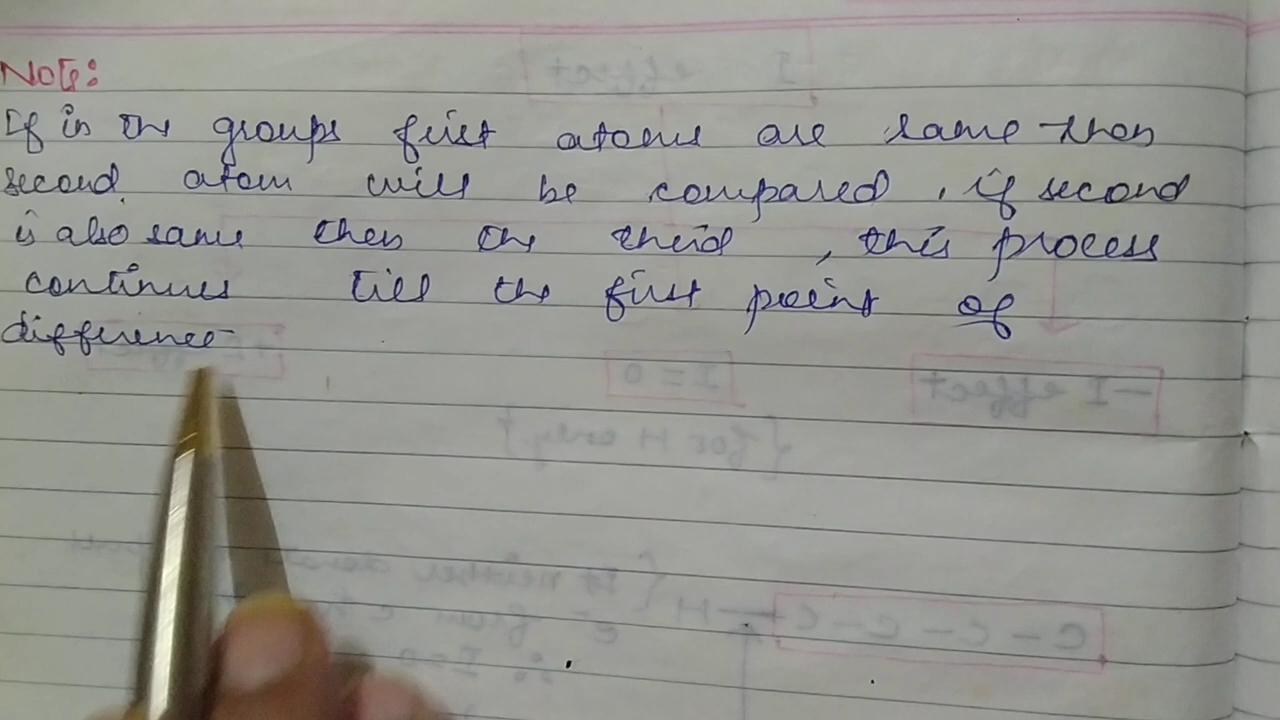 Note:
If in the groups first atoms are same then
second atom will be compared, if second
is also same then the third, this process
continues till the first point of
difference